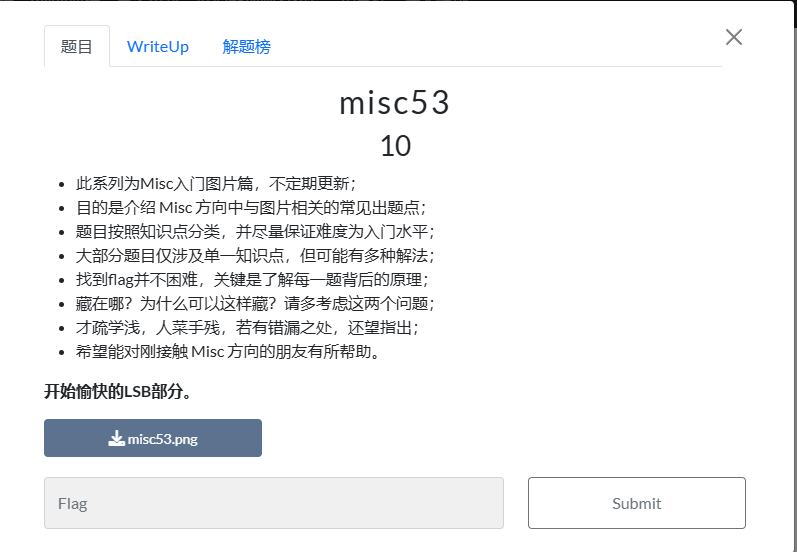 题目 WriteUp 解题榜
misc53
10
此系列为Misc入门图片篇，不定期更新；
目的是介绍 Misc 方向中与图片相关的常见出题点；
题目按照知识点分类，并尽量保证难度为入门水平；
大部分题目仅涉及单一知识点，但可能有多种解法；
找到flag并不困难，关键是了解每一题背后的原理；
藏在哪？为什么可以这样藏？请多考虑这两个问题；
才疏学浅，人菜手残，若有错漏之处，还望指出；
希望能对刚接触 Misc 方向的朋友有所帮助。
开始愉快的LSB部分。
misc53.png
Flag Submit